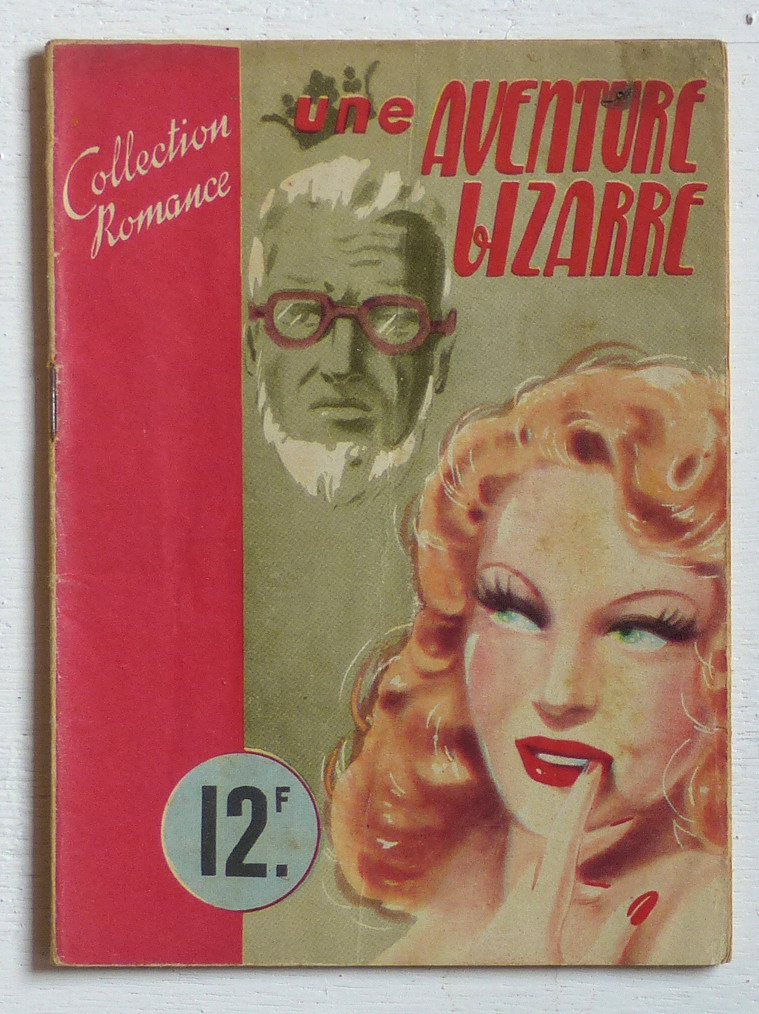 Collection
Romance
une AVENTURE
bIZARRE
12.F